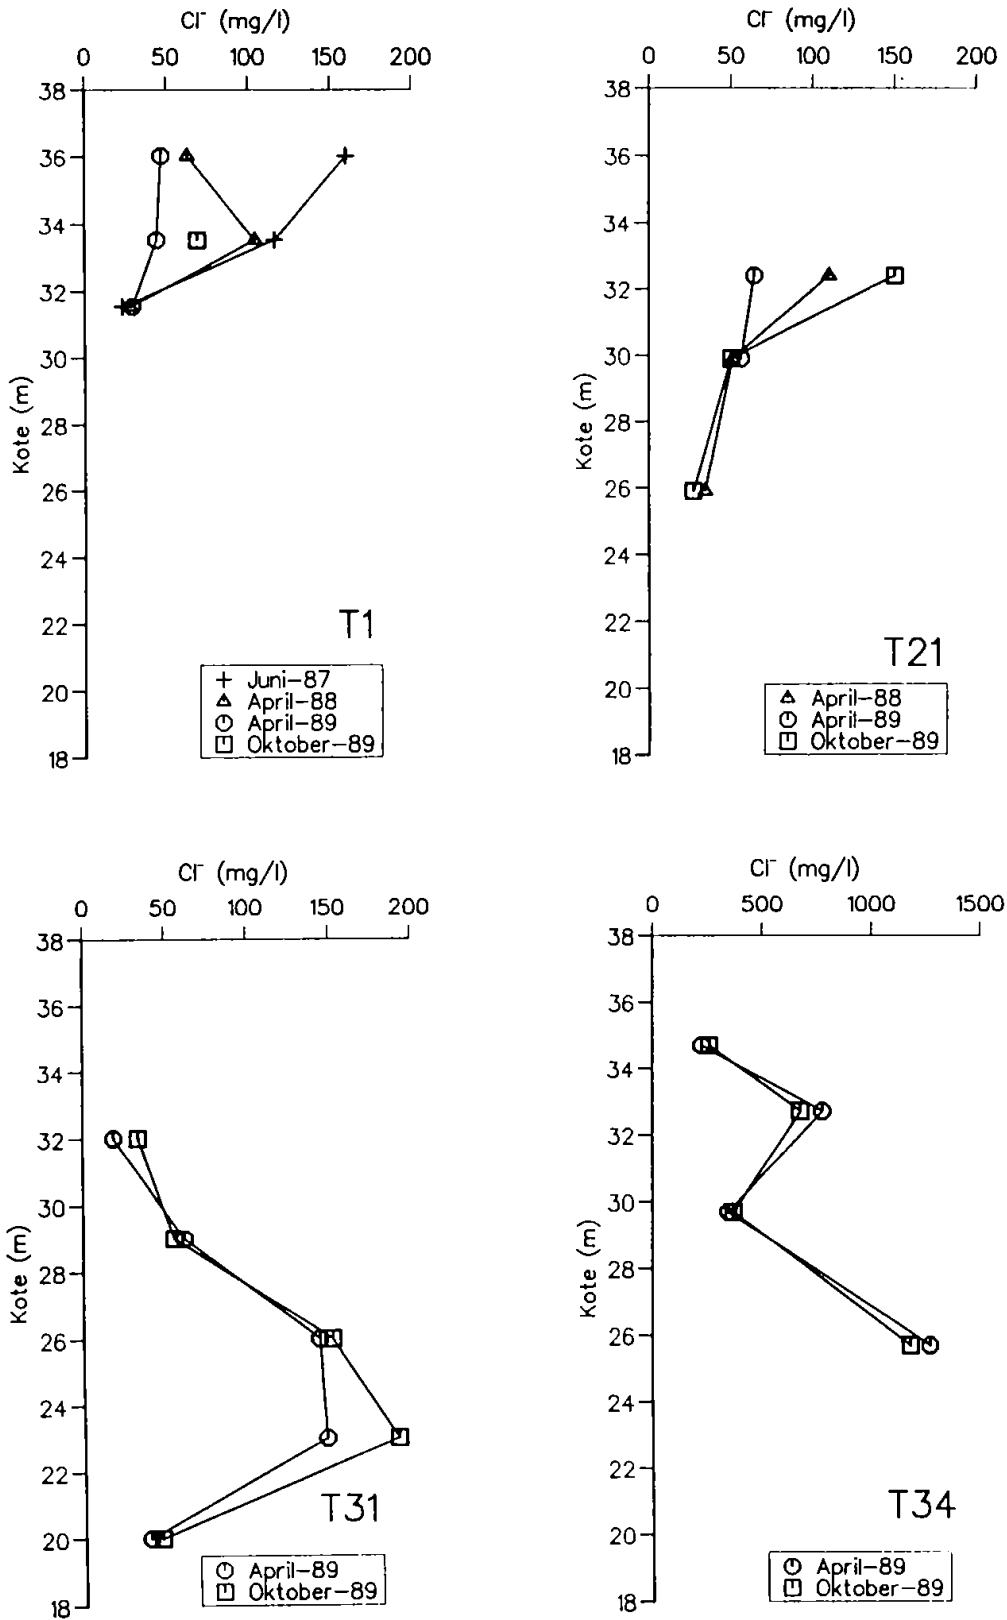 Cl⁻ (mg/l)
0 50 100 150 200
38
36
34
32
30
28
26
24
22
20
18
Kote (m)
T1
Juni-87
April-88
April-89
Oktober-89
Cl⁻ (mg/l)
0 50 100 150 200
38
36
34
32
30
28
26
24
22
20
18
Kote (m)
T21
April-88
April-89
Oktober-89
Cl⁻ (mg/l)
0 50 100 150 200
38
36
34
32
30
28
26
24
22
20
18
Kote (m)
T31
April-89
Oktober-89
Cl⁻ (mg/l)
0 500 1000 1500
38
36
34
32
30
28
26
24
22
20
18
Kote (m)
T34
April-89
Oktober-89